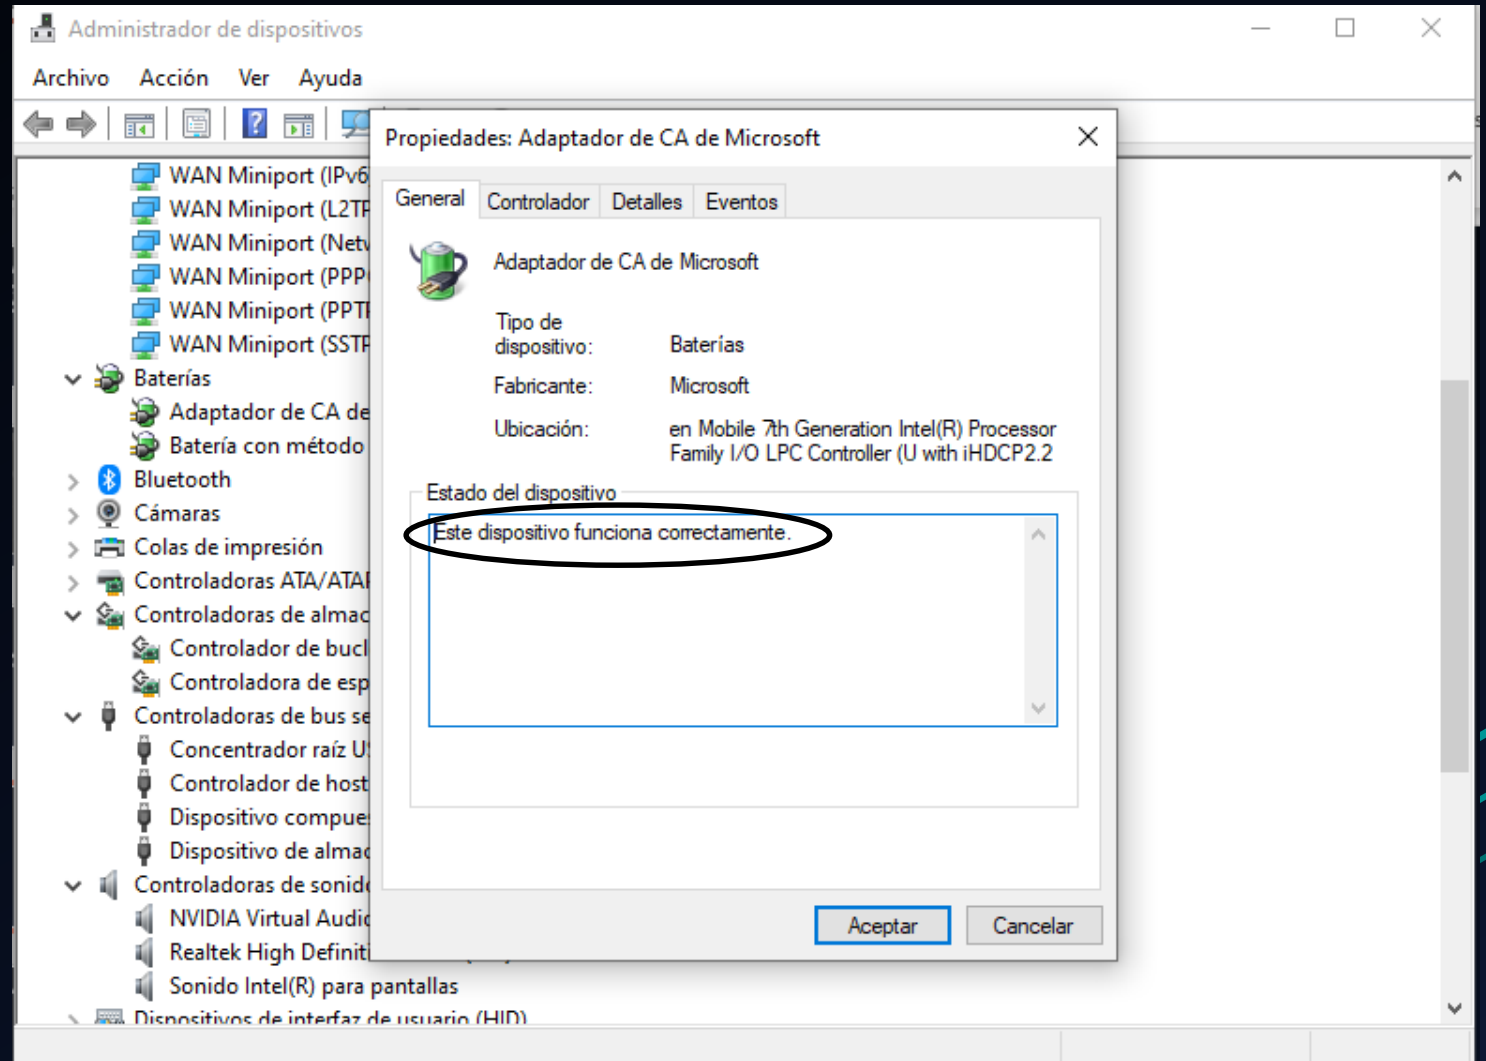 Administrador de dispositivos
Archivo Acción Ver Ayuda
Propiedades: Adaptador de CA de Microsoft
General Controlador Detalles Eventos
Adaptador de CA de Microsoft
Tipo de dispositivo: Baterías
Fabricante: Microsoft
Ubicación: en Mobile 7th Generation Intel(R) Processor
Family I/O LPC Controller (U with iHDCP2.2
Estado del dispositivo
Este dispositivo funciona correctamente.
Aceptar Cancelar
WAN Miniport (IPv6
WAN Miniport (L2TP
WAN Miniport (Netw
WAN Miniport (PPP
WAN Miniport (PPTP
WAN Miniport (SSTP
Baterías
Adaptador de CA de
Batería con método
Bluetooth
Cámaras
Colas de impresión
Controladoras ATA/ATAP
Controladoras de almac
Controlador de bucl
Controladora de esp
Controladoras de bus se
Concentrador raíz US
Controlador de host
Dispositivo compues
Dispositivo de almac
Controladoras de sonido
NVIDIA Virtual Audio
Realtek High Definiti
Sonido Intel(R) para pantallas
Dispositivos de interfaz de usuario (HID)